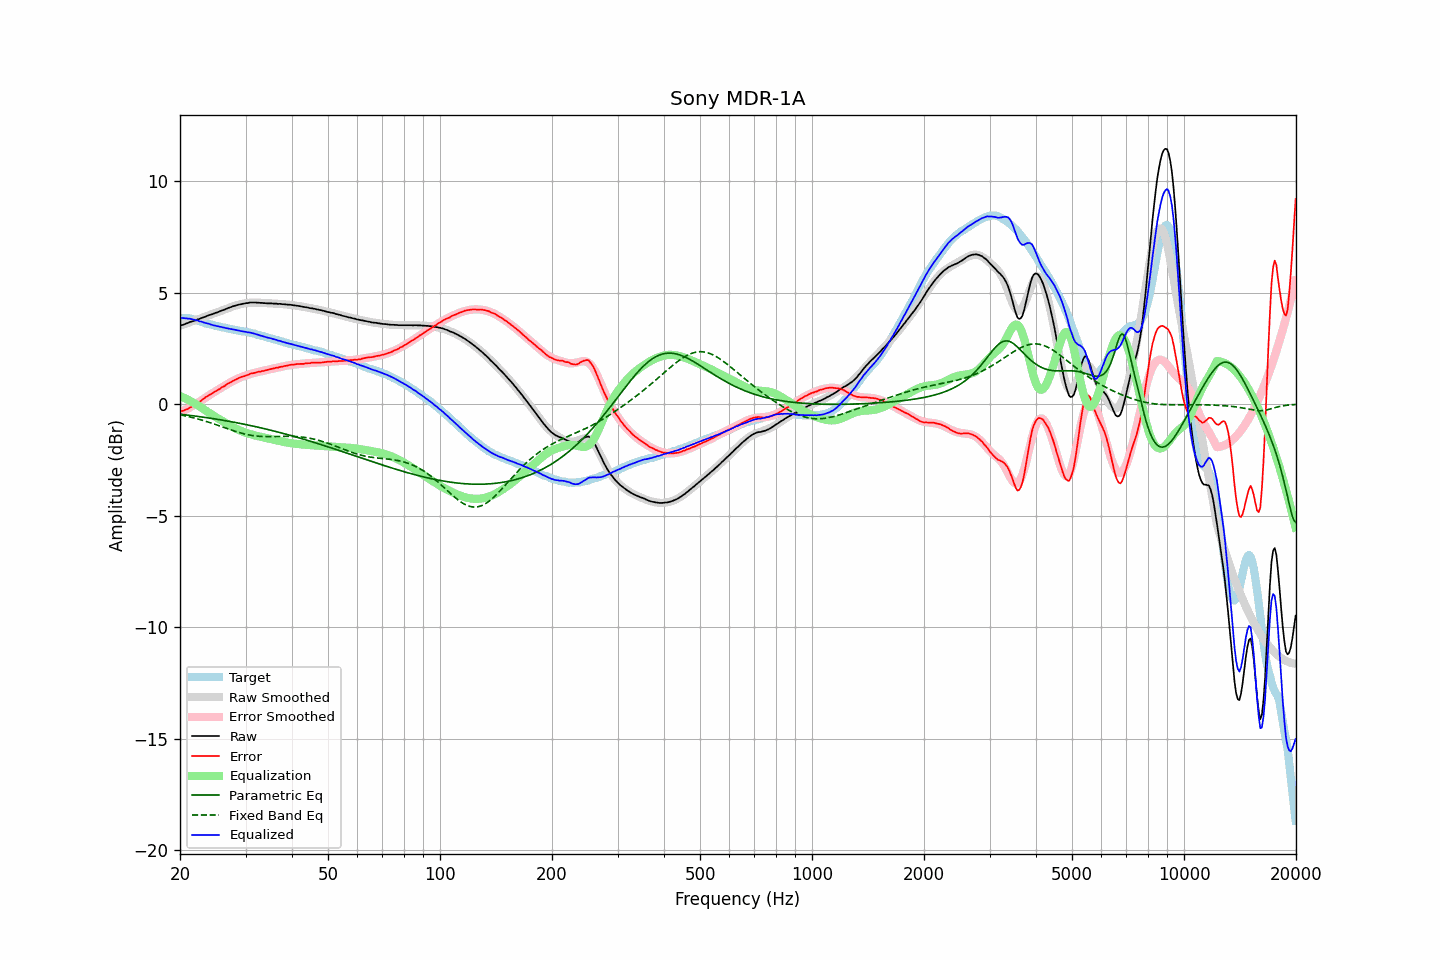 Sony MDR-1A
Amplitude (dBr)
10
5
0
−5
−10
−15
−20
Target
Raw Smoothed
Error Smoothed
Raw
Error
Equalization
Parametric Eq
Fixed Band Eq
Equalized
20 50 100 200 500 1000 2000 5000 10000 20000
Frequency (Hz)